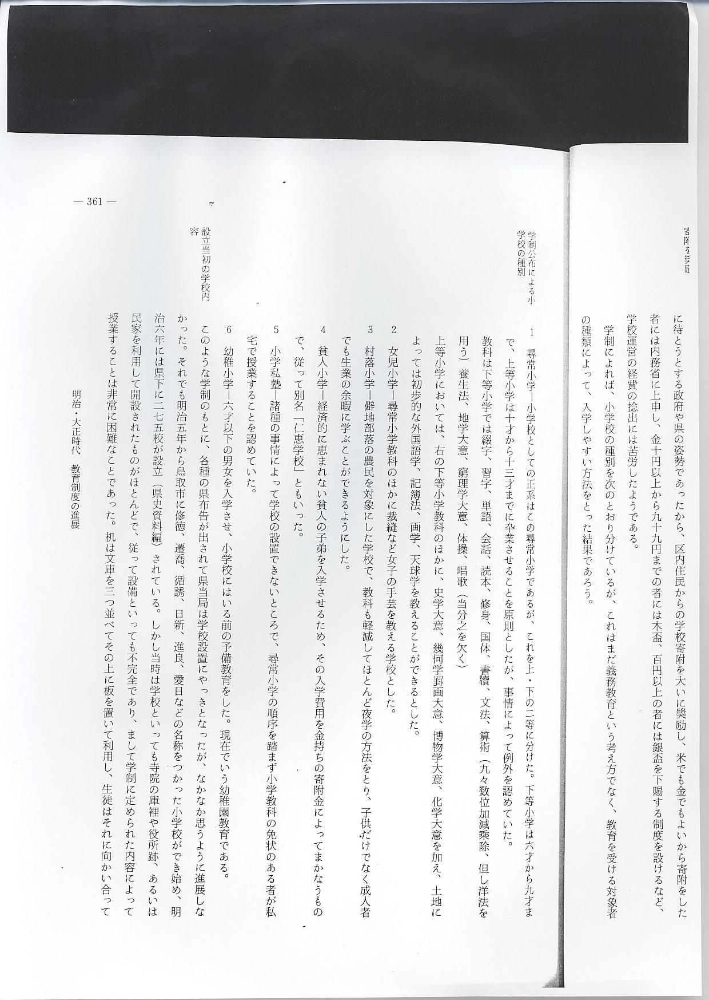 寄附を奨励
に待とうとする政府や県の姿勢であったから、区内住民からの学校寄附を大いに奨励し、米でも金でもよいから寄附をした
者には内務省に上申し、金十円以上から九十九円までの者には木盃、百円以上の者には銀盃を下賜する制度を設けるなど、
学校運営の経費の捻出には苦労したようである。
学制によれば、小学校の種別を次のとおり分けているが、これはまだ義務教育という考え方でなく、教育を受ける対象者
の種類によって、入学しやすい方法をとった結果であろう。
学制公布による小
学校の種別
1 尋常小学―小学校としての正系はこの尋常小学であるが、これを上・下の二等に分けた。下等小学は六才から九才ま
で、上等小学は十才から十三才までに卒業させることを原則としたが、事情によって例外を認めていた。
教科は下等小学では綴字、習字、単語、会話、読本、修身、国体、書牘、文法、算術（九々数位加減乘除、但し洋法を
用う）養生法、地学大意、窮理学大意、体操、唱歌（当分之を欠く）
上等小学においては、右の下等小学教科のほかに、史学大意、幾何学罫画大意、博物学大意、化学大意を加え、土地に
よっては初歩的な外国語学、記簿法、画学、天球学を教えることができるとした。
2 女児小学―尋常小学教科のほかに裁縫など女子の手芸を教える学校とした。
3 村落小学―僻地部落の農民を対象にした学校で、教科も軽減してほとんど夜学の方法をとり、子供だけでなく成人者
でも生業の余暇に学ぶことができるようにした。
4 貧人小学―経済的に恵まれない貧人の子弟を入学させるため、その入学費用を金持ちの寄附金によってまかなうもの
で、従って別名「仁恵学校」ともいった。
5 小学私塾―諸種の事情によって学校の設置できないところで、尋常小学の順序を踏まず小学教科の免状のある者が私
宅で授業することを認めていた。
6 幼稚小学―六才以下の男女を入学させ、小学校にはいる前の予備教育をした。現在でいう幼稚園教育である。
設立当初の学校内
容
このような学制のもとに、各種の県布告が出されて県当局は学校設置にやっきとなったが、なかなか思うように進展しな
かった。それでも明治五年から鳥取市に修徳、遷喬、循誘、日新、進良、愛日などの名称をつかった小学校ができ始め、明
治六年には県下に二七五校が設立（県史資料編）されている。しかし当時は学校といっても寺院の庫裡や役所跡、あるいは
民家を利用して開設されたものがほとんどで、従って設備といっても不完全であり、まして学制に定められた内容によって
授業することは非常に困難なことであった。机は文庫を三つ並べてその上に板を置いて利用し、生徒はそれに向かい合って
明治・大正時代 教育制度の進展
― 361 ―